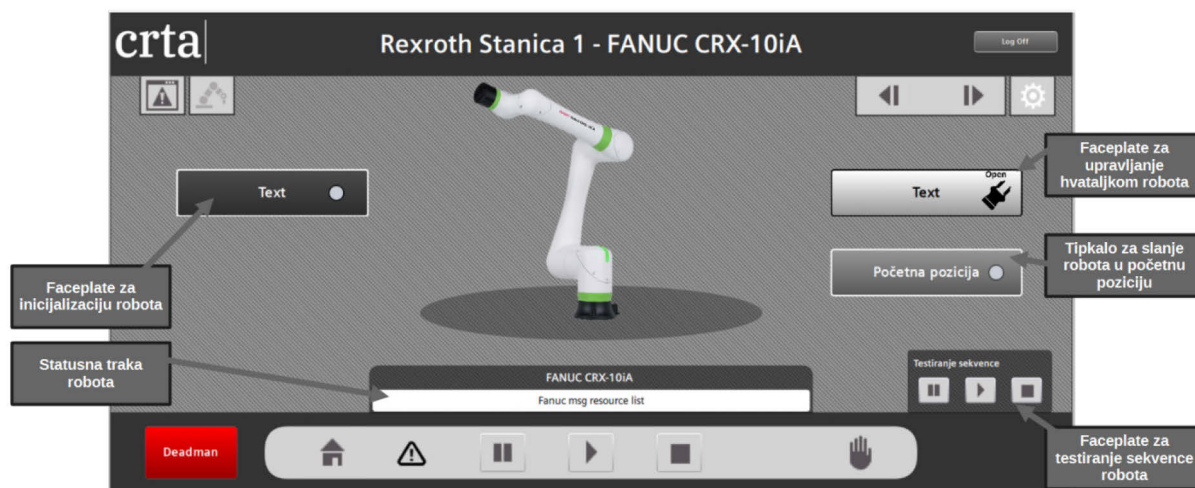 crta
Rexroth Stanica 1 - FANUC CRX-10iA
Log Off
Faceplate za
upravljanje
hvataljkom robota
Text
Open
Text
Tipkalo za slanje
robota u početnu
poziciju
Početna pozicija
Faceplate za
inicijalizaciju robota
Statusna traka
robota
FANUC CRX-10iA
Fanuc msg resource list
Testiranje sekvence
Deadman
Faceplate za
testiranje sekvence
robota